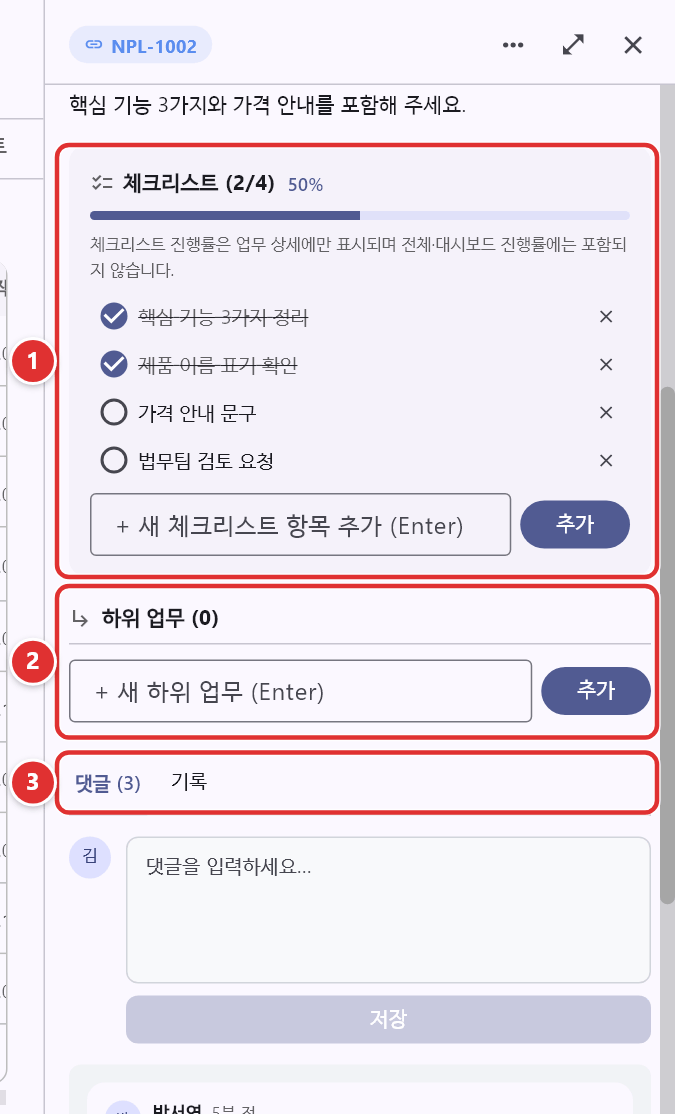 NPL-1002
핵심 기능 3가지와 가격 안내를 포함해 주세요.
체크리스트 (2/4) 50%
체크리스트 진행률은 업무 상세에만 표시되며 전체·대시보드 진행률에는 포함되
지 않습니다.
핵심 기능 3가지 정리
제품 이름 표기 확인
1
가격 안내 문구
법무팀 검토 요청
+ 새 체크리스트 항목 추가 (Enter) 추가
하위 업무 (0)
2
+ 새 하위 업무 (Enter) 추가
3
댓글 (3) 기록
김
댓글을 입력하세요...
저장
박서연 5분 전